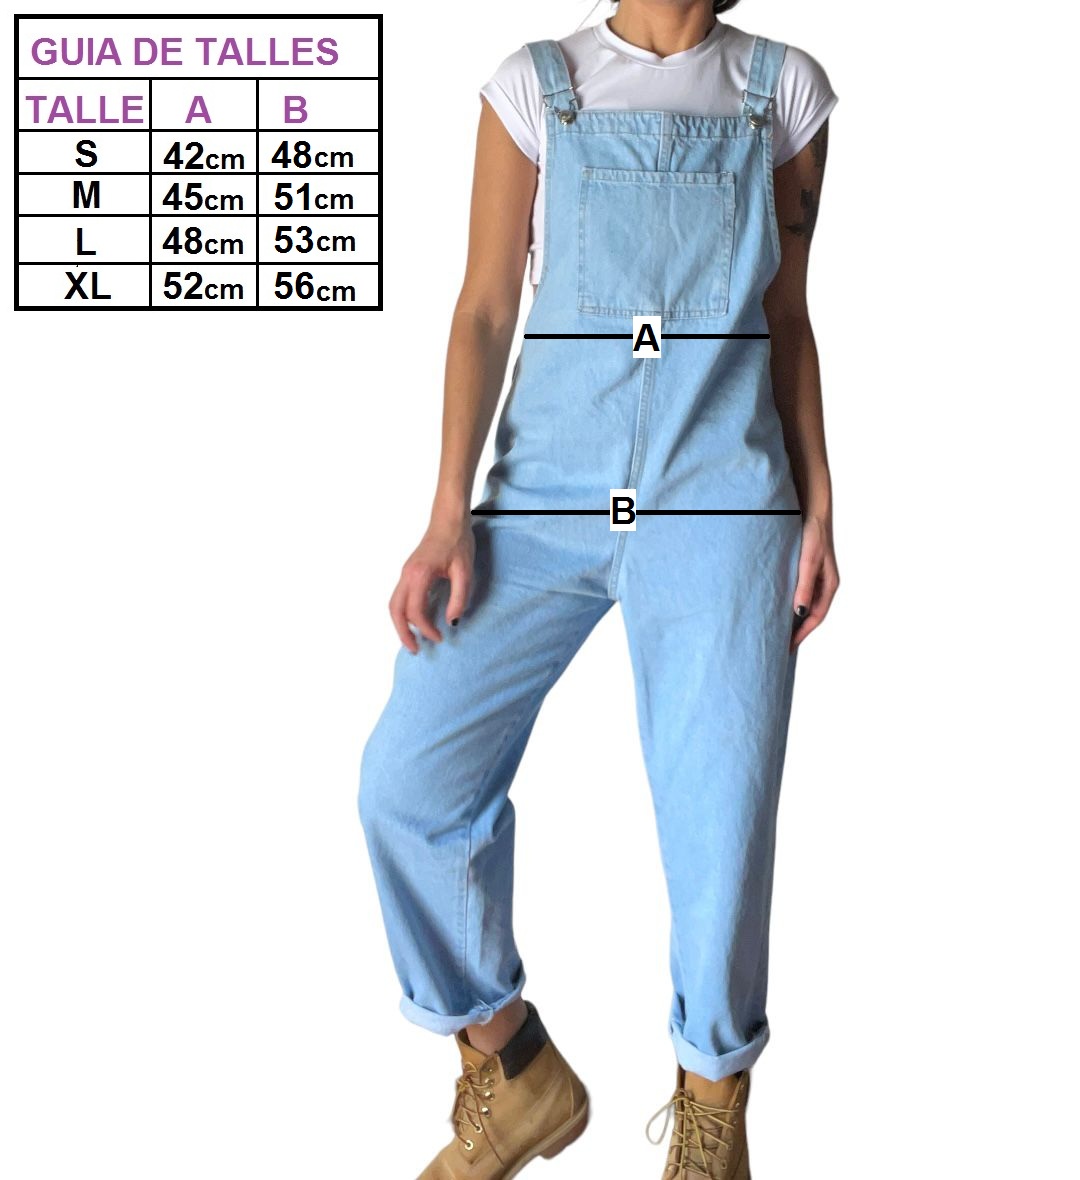 GUIA DE TALLES
TALLE A B
S 42cm 48cm
M 45cm 51cm
L 48cm 53cm
XL 52cm 56cm
A
B